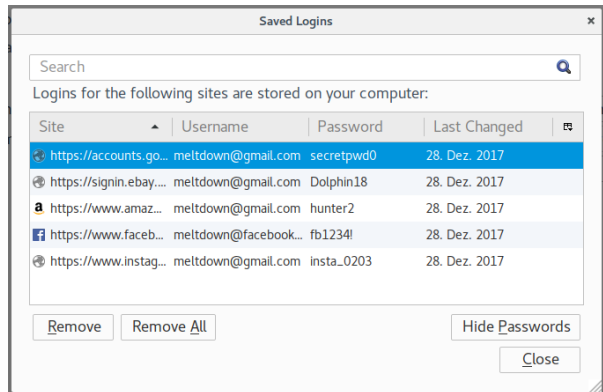 Saved Logins
Search
Logins for the following sites are stored on your computer:
Site Username Password Last Changed
https://accounts.go... meltdown@gmail.com secretpwd0 28. Dez. 2017
https://signin.ebay.... meltdown@gmail.com Dolphin18 28. Dez. 2017
https://www.amaz... meltdown@gmail.com hunter2 28. Dez. 2017
https://www.faceb... meltdown@facebook... fb1234! 28. Dez. 2017
https://www.instag... meltdown@gmail.com insta_0203 28. Dez. 2017
Remove Remove All Hide Passwords
Close